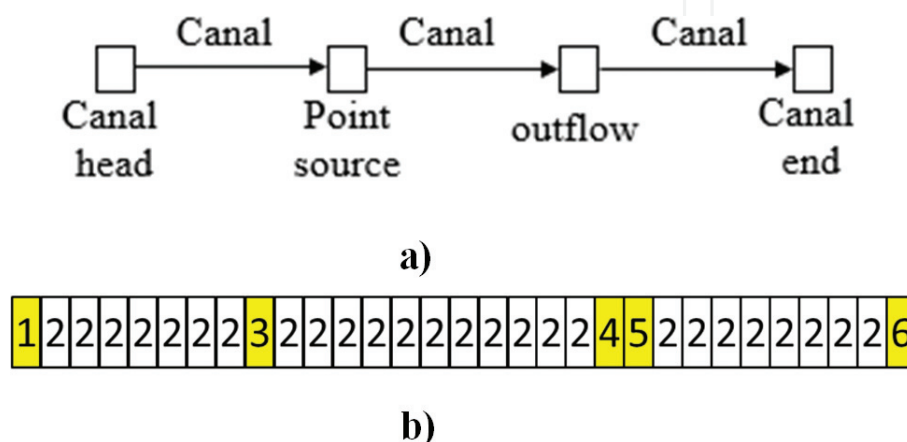 Canal Canal Canal
Canal head
Point source
outflow
Canal end
a)
1 2 2 2 2 2 2 2 3 2 2 2 2 2 2 2 2 2 2 2 4 5 2 2 2 2 2 2 2 2 6
b)